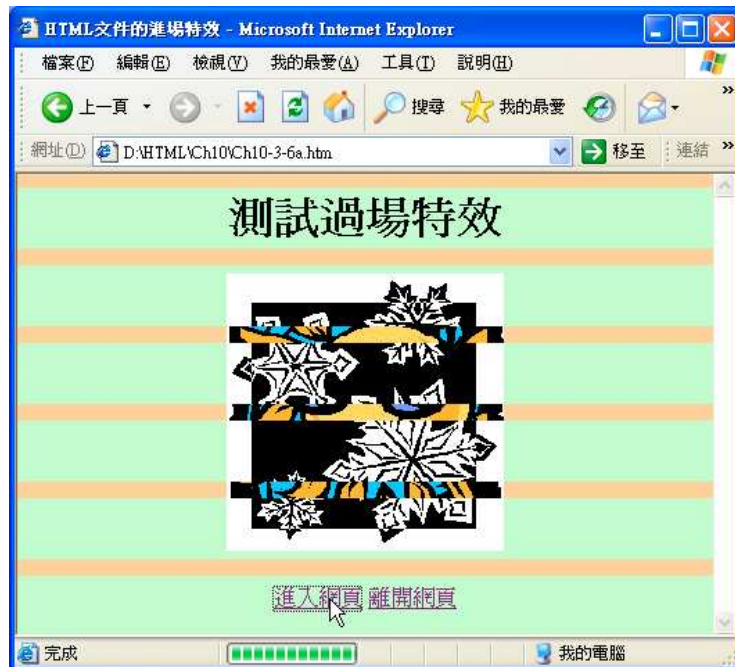 HTML文件的進場特效 - Microsoft Internet Explorer
檔案(F) 編輯(E) 檢視(V) 我的最愛(A) 工具(T) 說明(H)
上一頁 搜尋 我的最愛 »
網址(D) D:\HTML\Ch10\Ch10-3-6a.htm 移至 連結 »
測試過場特效
進入網頁 離開網頁
完成 我的電腦